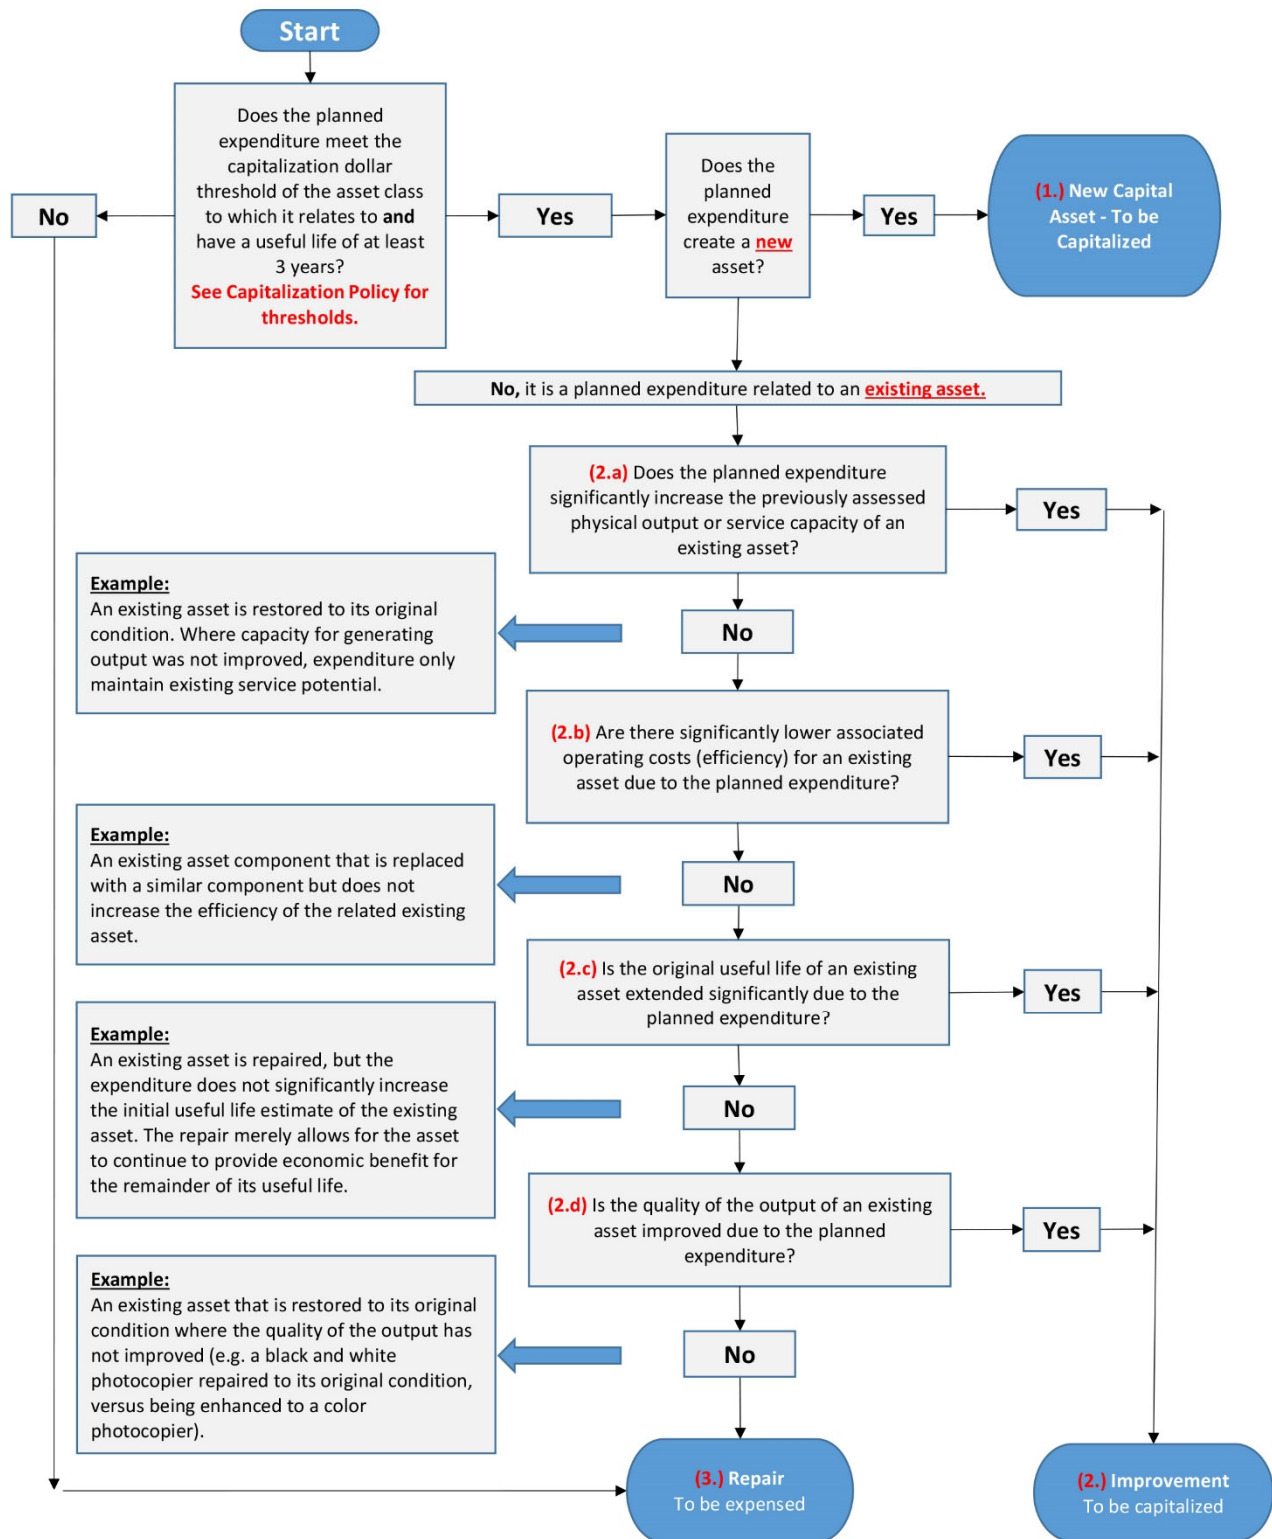 Start
Does the planned
expenditure meet the
capitalization dollar
threshold of the asset class
to which it relates to and
have a useful life of at least
3 years?
See Capitalization Policy for
thresholds.
No
Yes
Does the
planned
expenditure
create a new
asset?
Yes
(1.) New Capital
Asset - To be
Capitalized
No, it is a planned expenditure related to an existing asset.
(2.a) Does the planned expenditure
significantly increase the previously assessed
physical output or service capacity of an
existing asset?
Yes
No
Example:
An existing asset is restored to its original
condition. Where capacity for generating
output was not improved, expenditure only
maintain existing service potential.
(2.b) Are there significantly lower associated
operating costs (efficiency) for an existing
asset due to the planned expenditure?
Yes
No
Example:
An existing asset component that is replaced
with a similar component but does not
increase the efficiency of the related existing
asset.
(2.c) Is the original useful life of an existing
asset extended significantly due to the
planned expenditure?
Yes
No
Example:
An existing asset is repaired, but the
expenditure does not significantly increase
the initial useful life estimate of the existing
asset. The repair merely allows for the asset
to continue to provide economic benefit for
the remainder of its useful life.
(2.d) Is the quality of the output of an existing
asset improved due to the planned
expenditure?
Yes
No
Example:
An existing asset that is restored to its original
condition where the quality of the output has
not improved (e.g. a black and white
photocopier repaired to its original condition,
versus being enhanced to a color
photocopier).
(3.) Repair
To be expensed
(2.) Improvement
To be capitalized